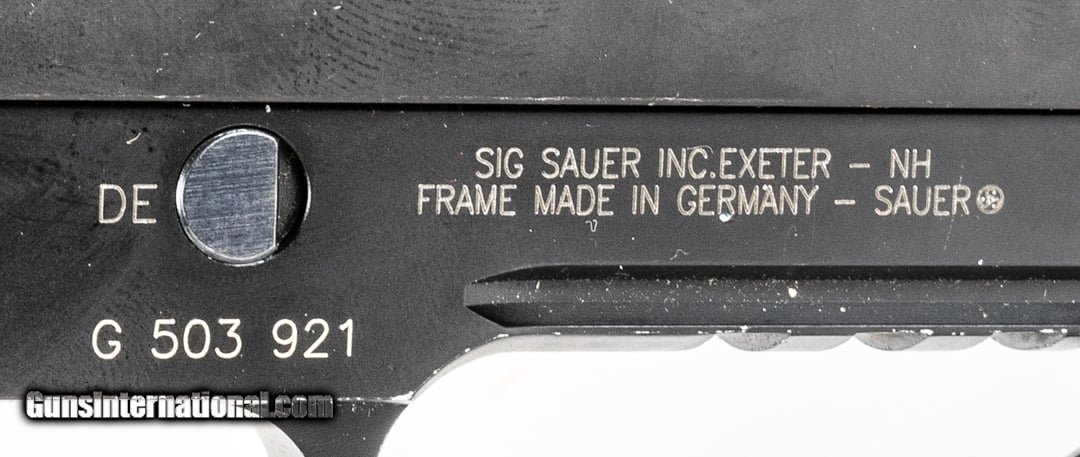 SIG SAUER INC.EXETER – NH
FRAME MADE IN GERMANY – SAUER
DE
G 503 921
GunsInternational.com